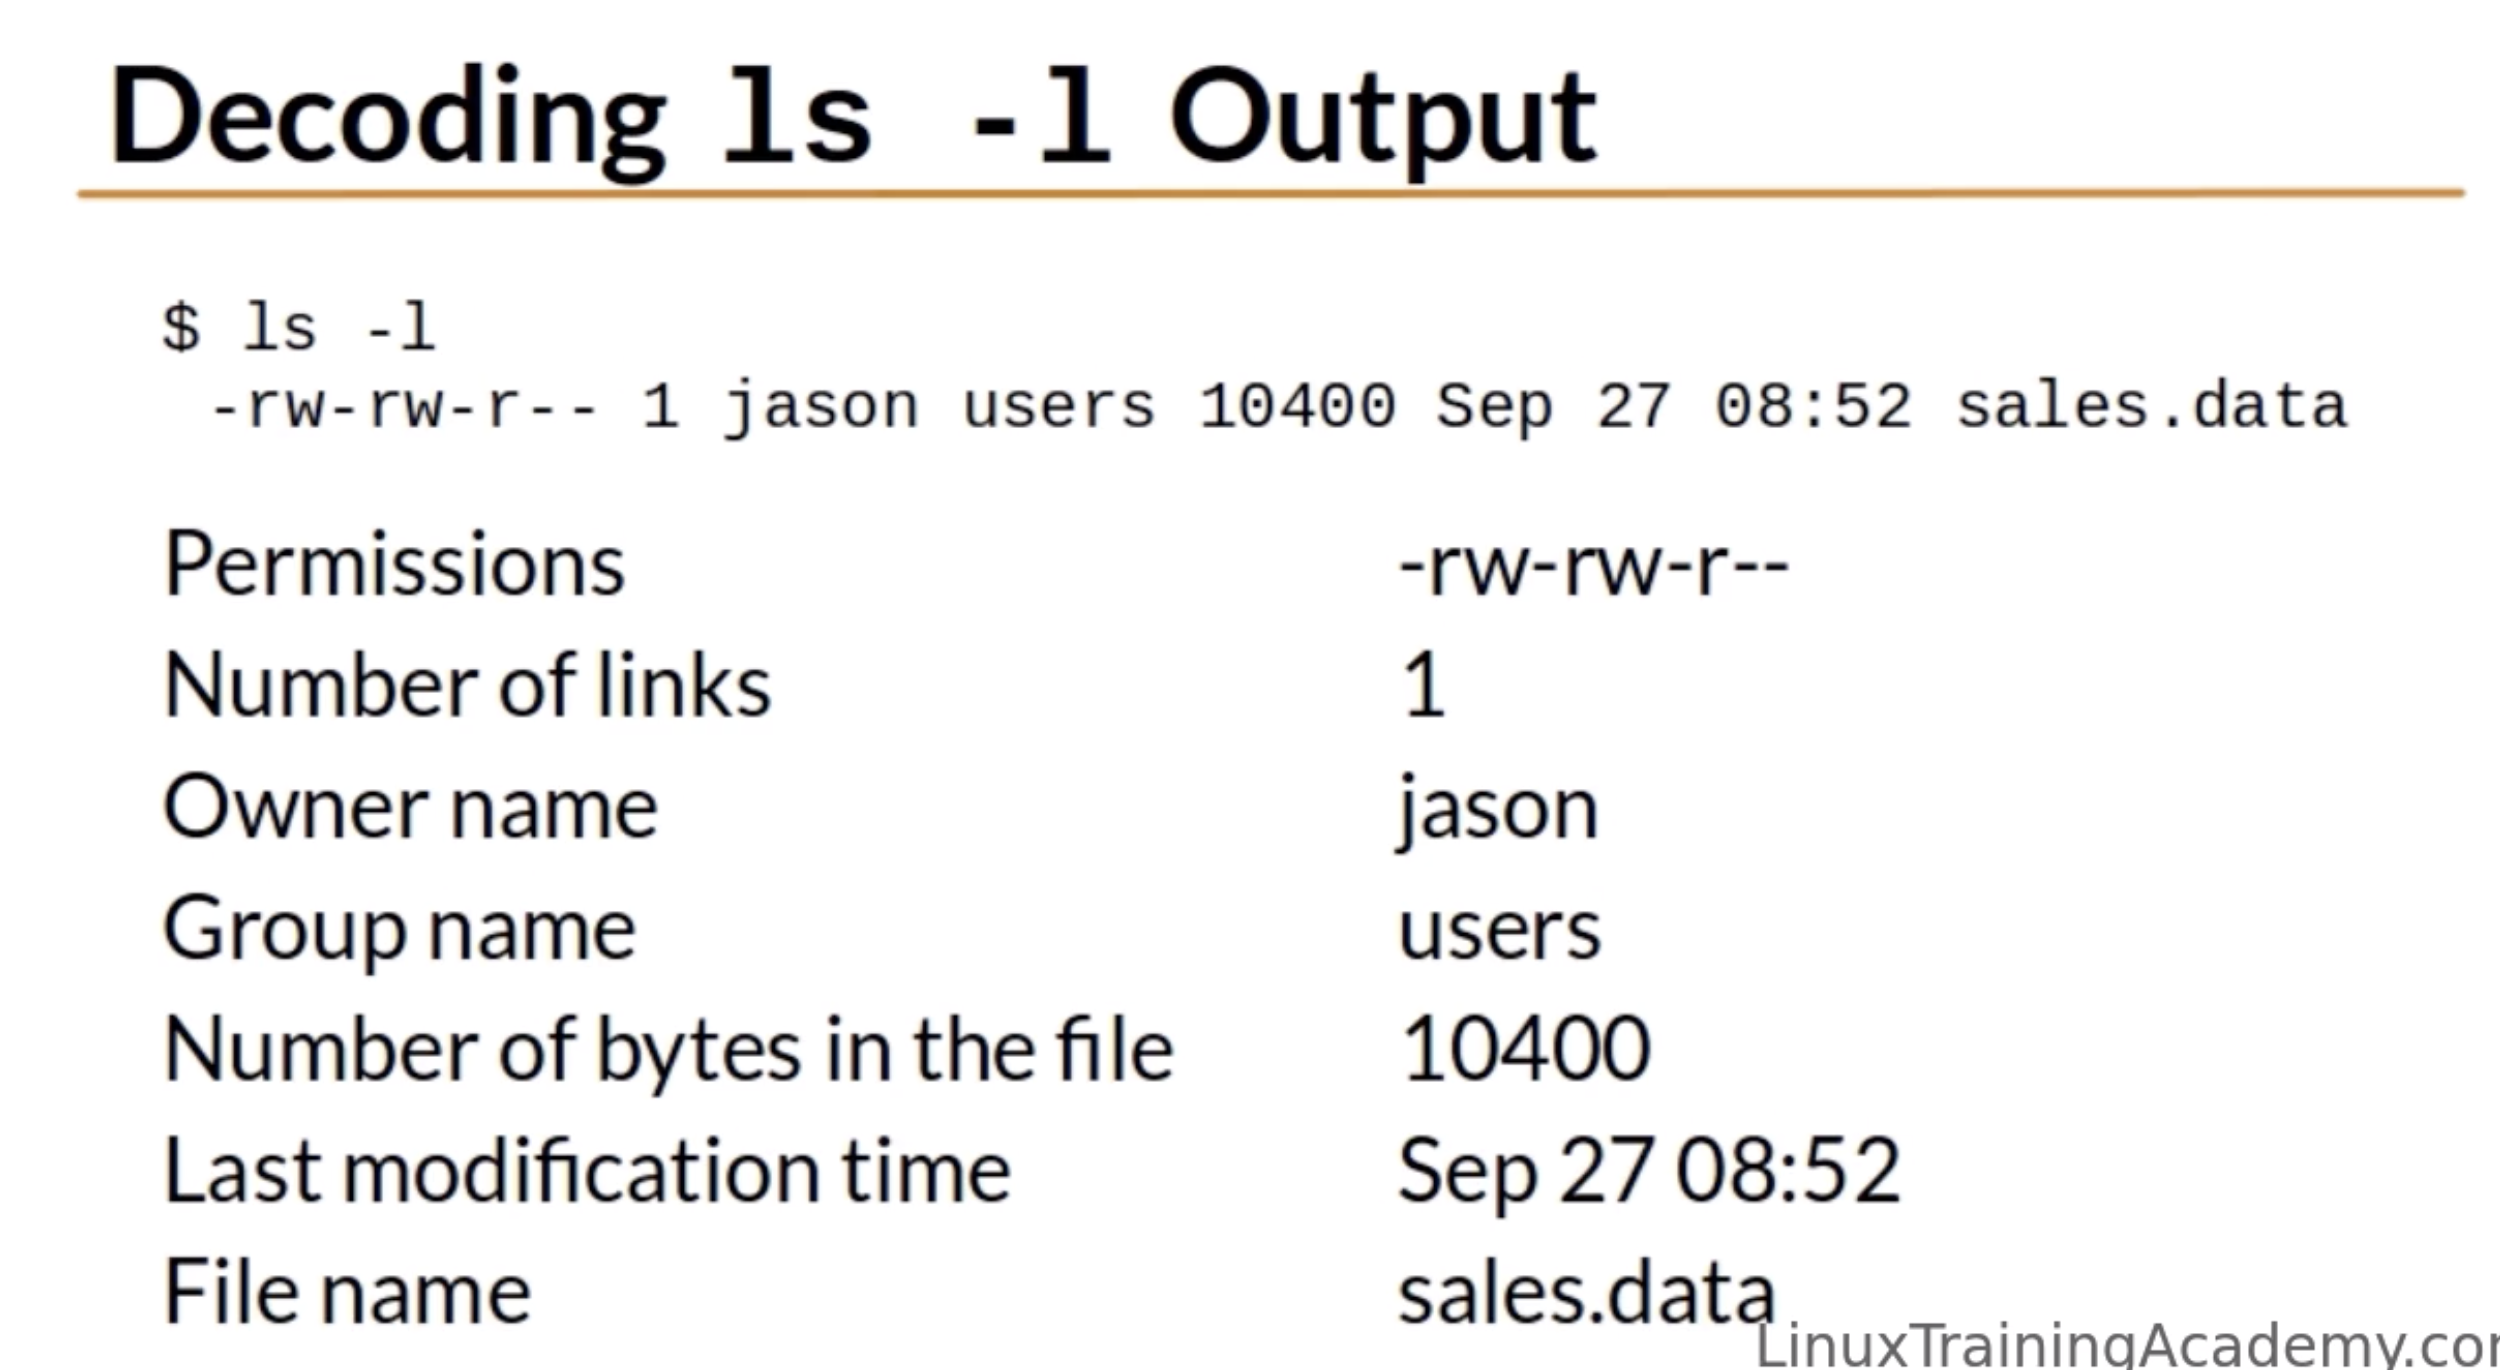 Decoding ls -l Output
$ ls -l
-rw-rw-r-- 1 jason users 10400 Sep 27 08:52 sales.data
Permissions -rw-rw-r--
Number of links 1
Owner name jason
Group name users
Number of bytes in the file 10400
Last modification time Sep 27 08:52
File name sales.data
LinuxTrainingAcademy.co